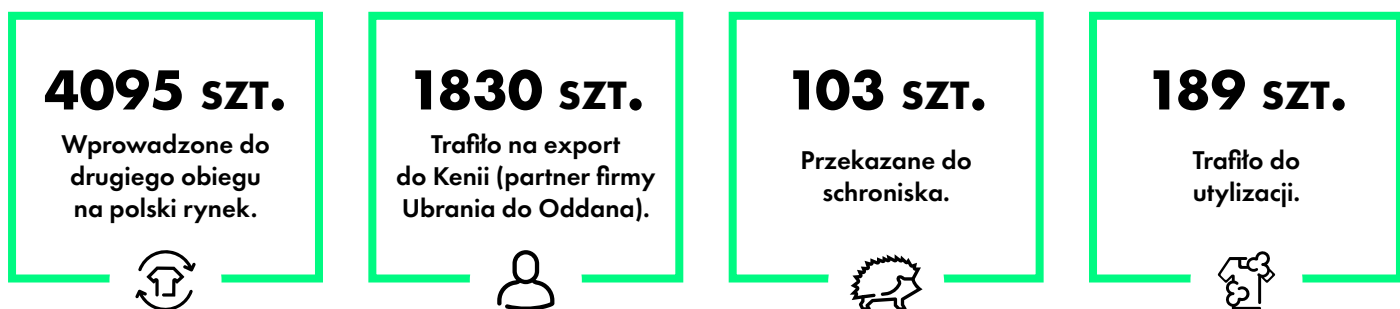 4095 SZT.
Wprowadzone do
drugiego obiegu
na polski rynek.
1830 SZT.
Trafiło na export
do Kenii (partner firmy
Ubrania do Oddana).
103 SZT.
Przekazane do
schroniska.
189 SZT.
Trafiło do
utylizacji.